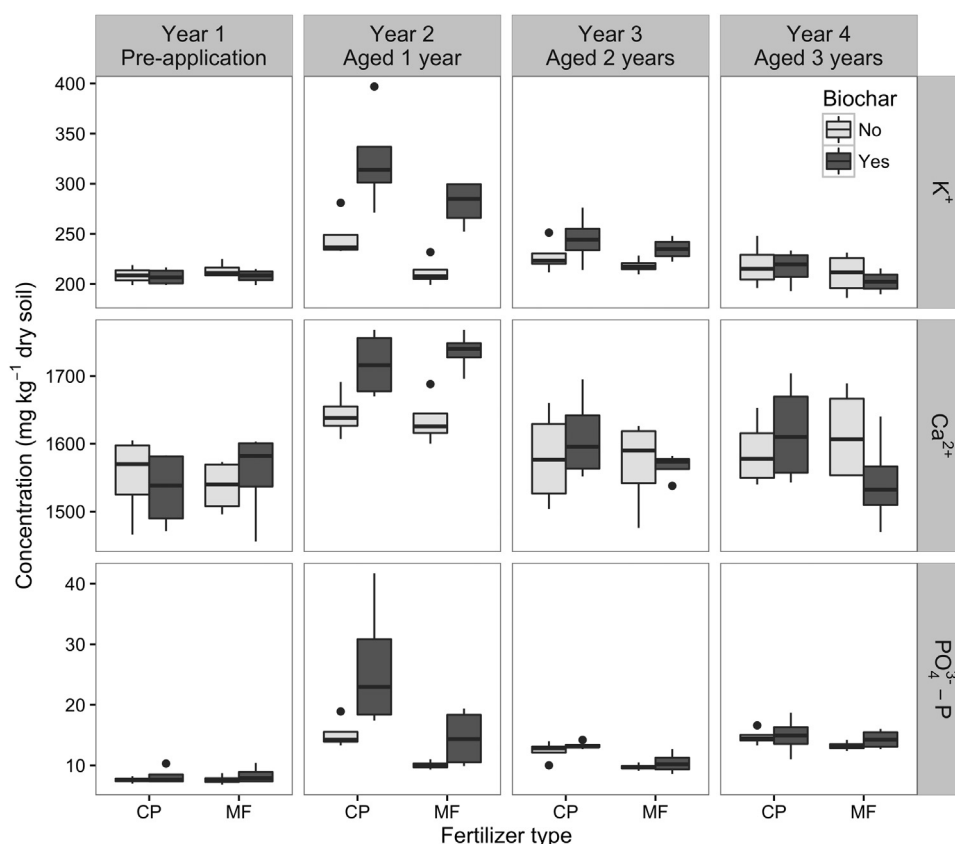 Year 1
Pre-application
Year 2
Aged 1 year
Year 3
Aged 2 years
Year 4
Aged 3 years
Concentration (mg kg⁻¹ dry soil)
400
350
300
250
200
Biochar
No
Yes
K⁺
1700
1600
1500
Ca²⁺
40
30
20
10
PO₄³⁻ – P
CP
MF
CP
MF
CP
MF
CP
MF
Fertilizer type